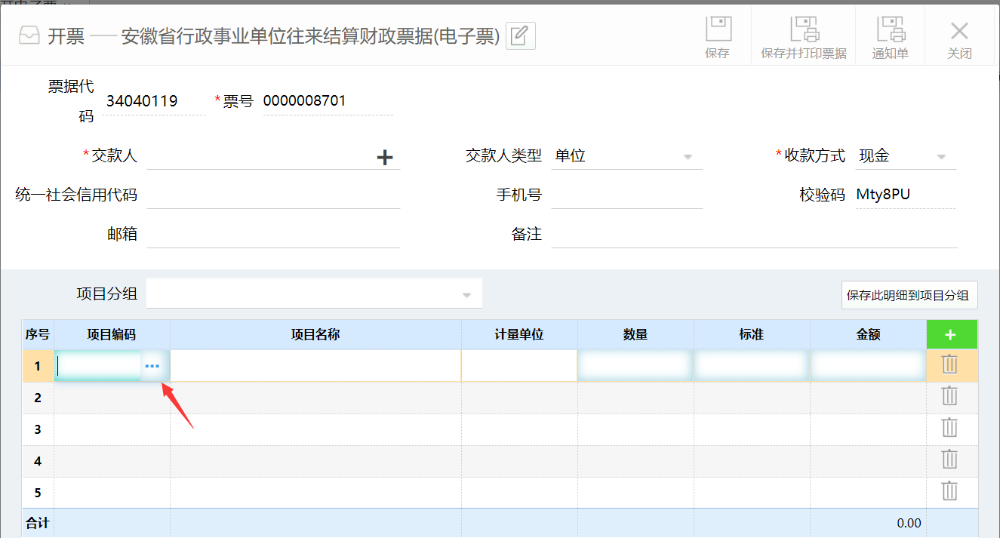 开票 —— 安徽省行政事业单位往来结算财政票据(电子票)
保存 保存并打印票据 通知单 关闭
票据代码 34040119 *票号 0000008701
*交款人 交款人类型 单位 *收款方式 现金
统一社会信用代码 手机号 校验码 Mty8PU
邮箱 备注
项目分组 保存此明细到项目分组
序号 项目编码 项目名称 计量单位 数量 标准 金额 +
1 ...
2
3
4
5
合计 0.00